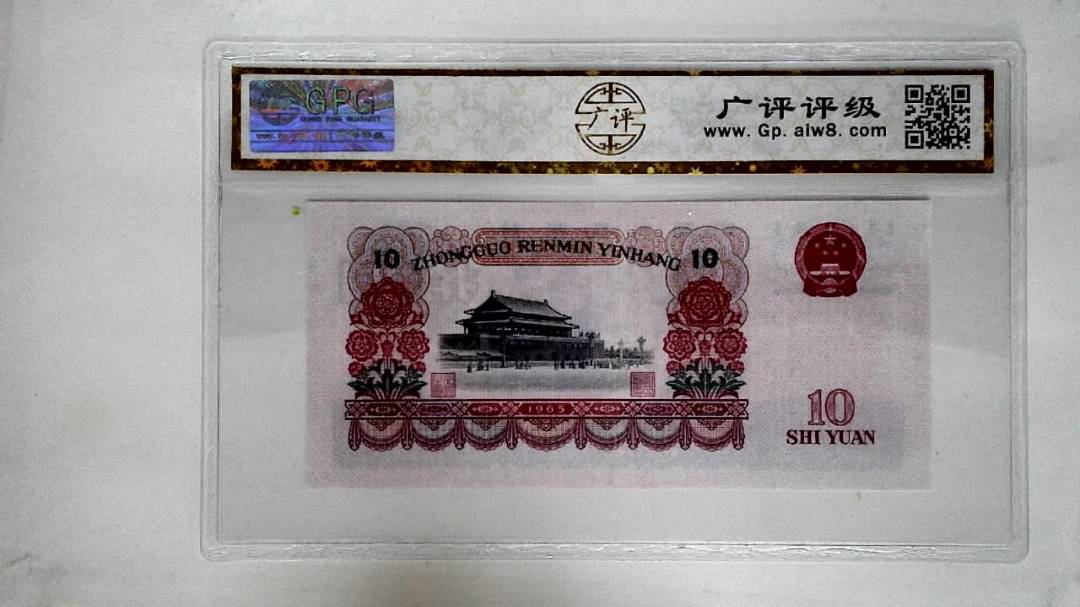 GPG
广评
广评评级
www. Gp. aiw8. com
ZHONGGUO RENMIN YINHANG
10
10
1965
10
SHI YUAN